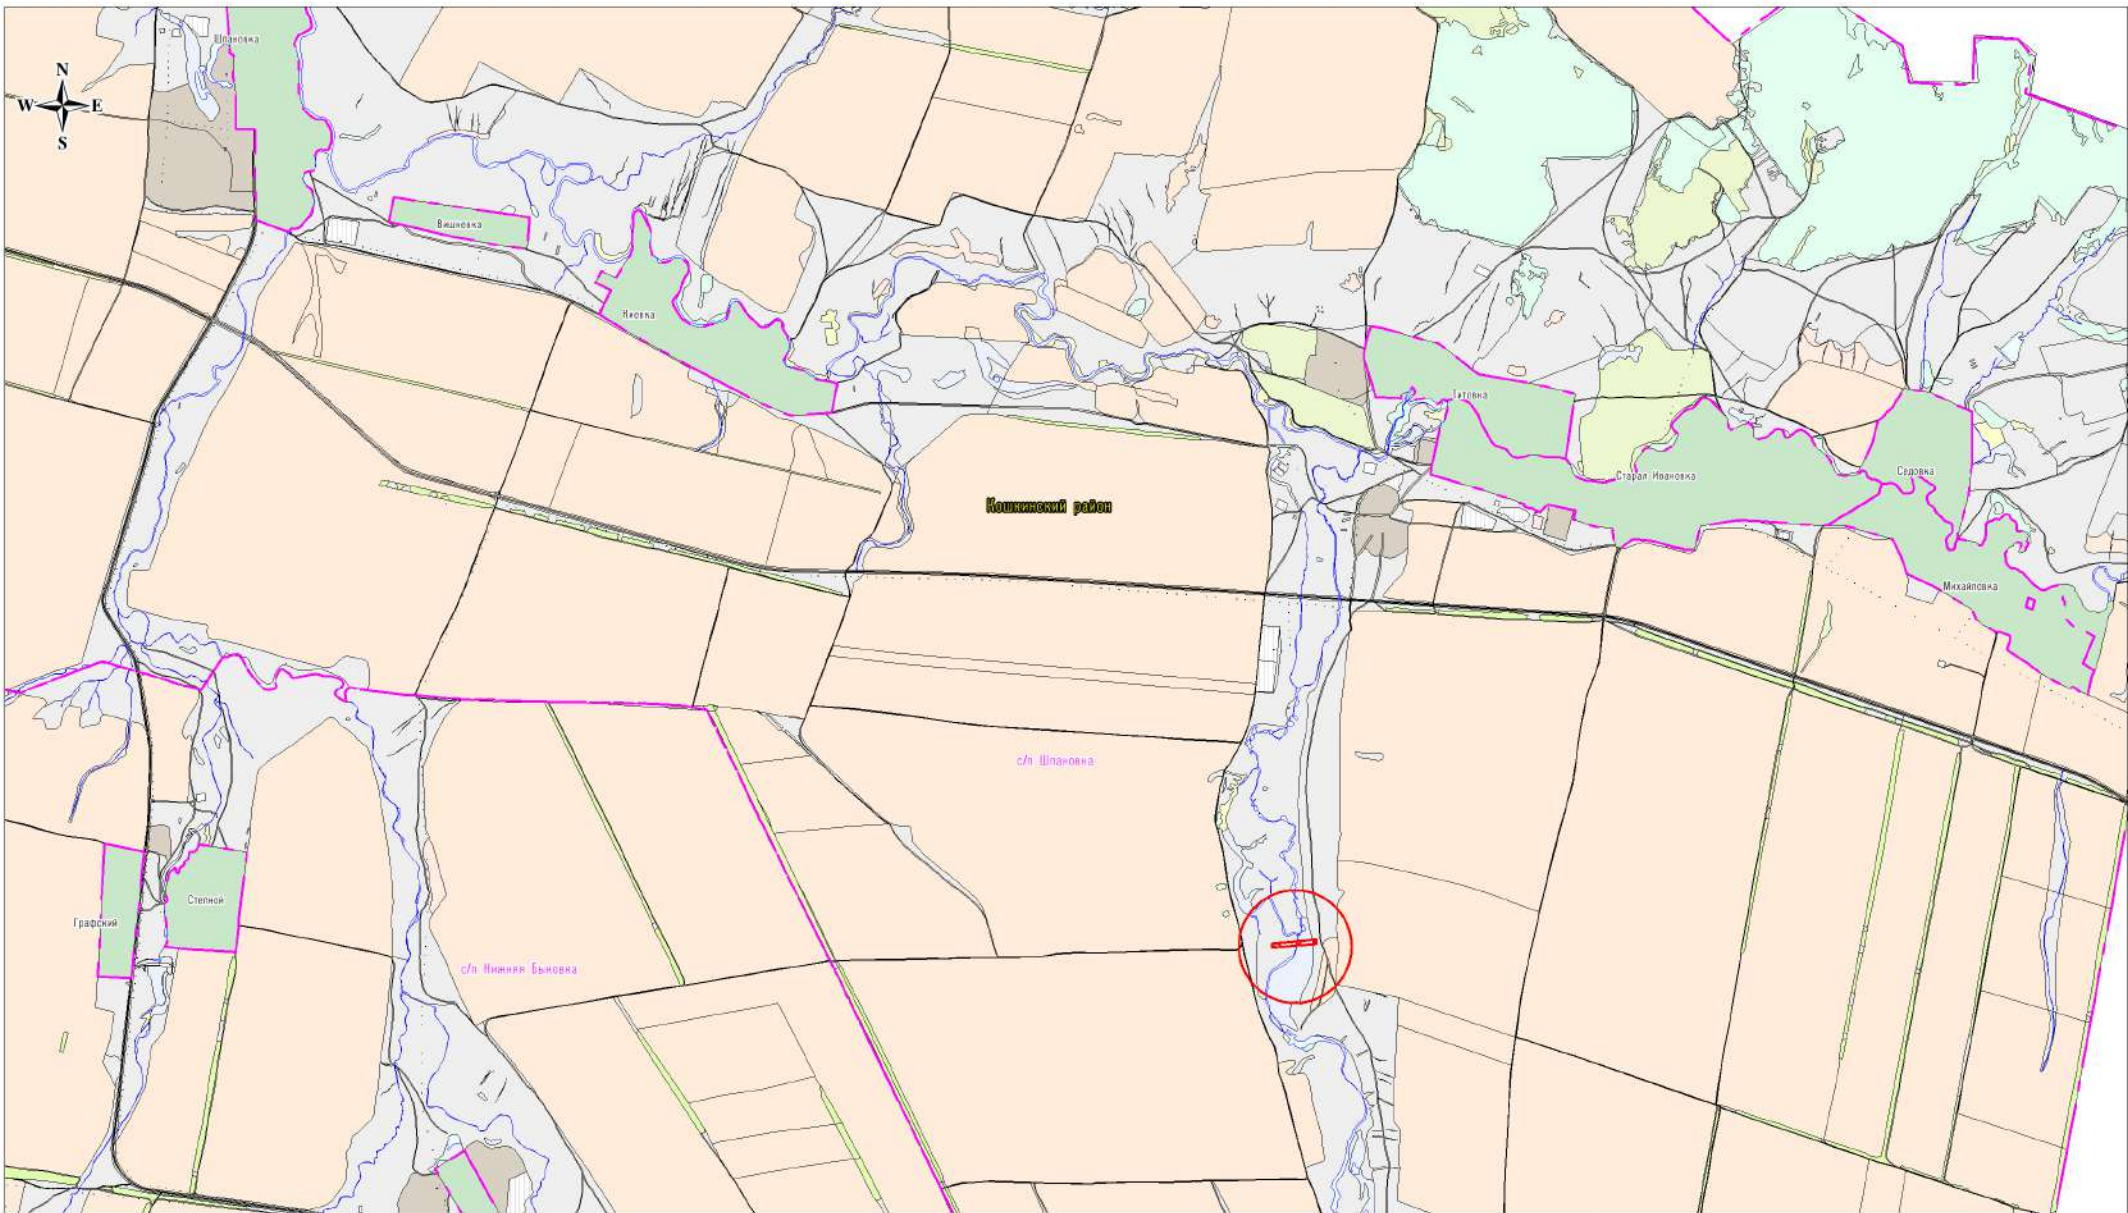 Шпановка
N
W E
S
Вишневка
Киевка
Титовка
Старая Ивановка
Седовка
Кошкинский район
Михайловка
с/п Шпановка
Степной
Графский
с/п Нижняя Быковка